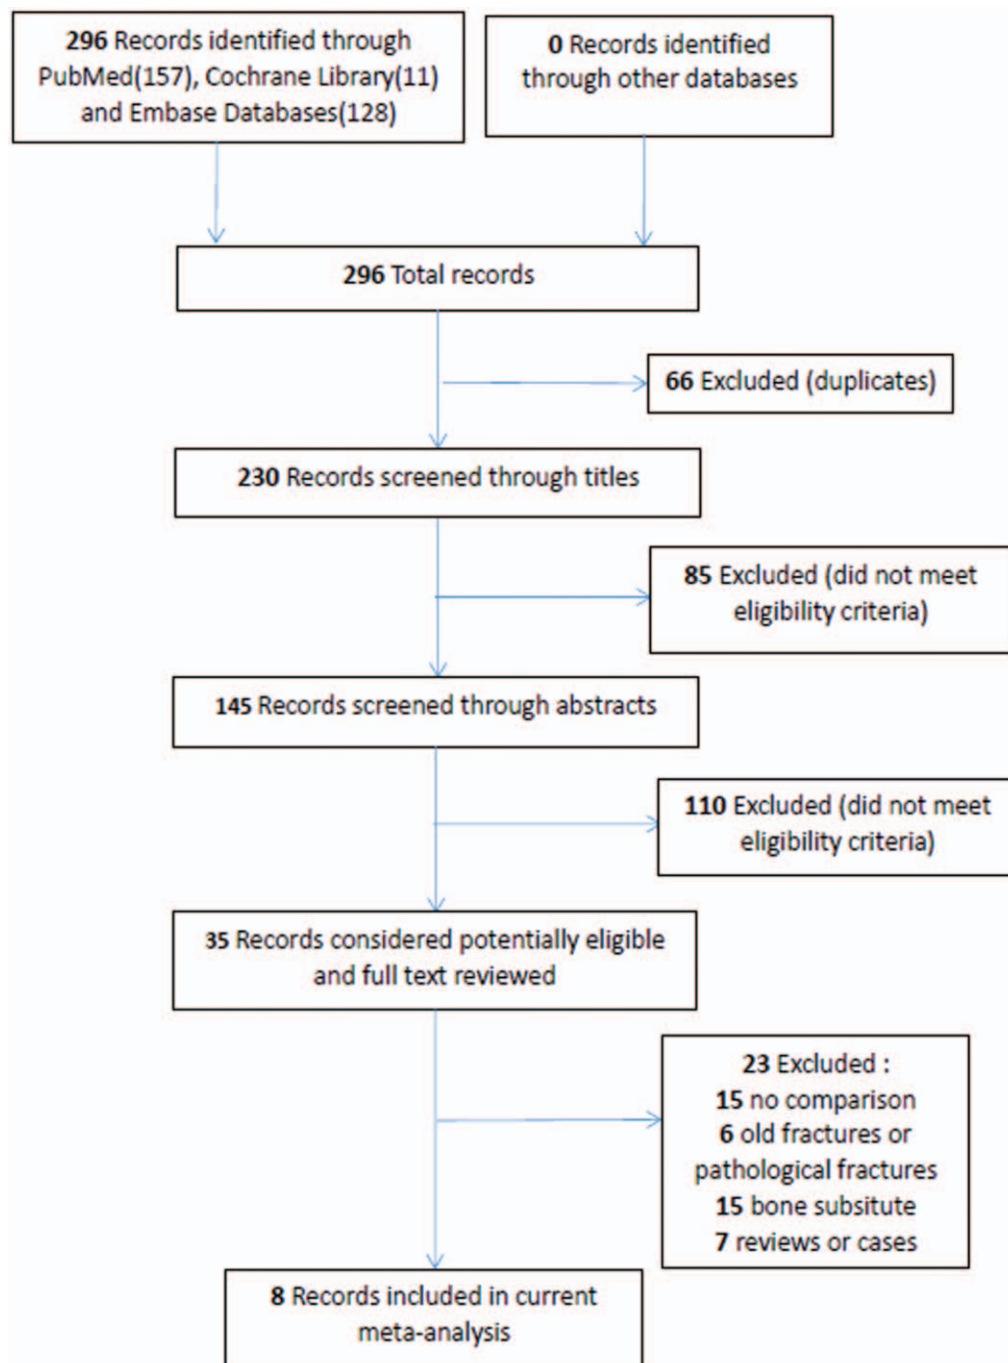 296 Records identified through
PubMed(157), Cochrane Library(11)
and Embase Databases(128)
0 Records identified
through other databases
296 Total records
66 Excluded (duplicates)
230 Records screened through titles
85 Excluded (did not meet
eligibility criteria)
145 Records screened through abstracts
110 Excluded (did not meet
eligibility criteria)
35 Records considered potentially eligible
and full text reviewed
23 Excluded :
15 no comparison
6 old fractures or
pathological fractures
15 bone subsitute
7 reviews or cases
8 Records included in current
meta-analysis